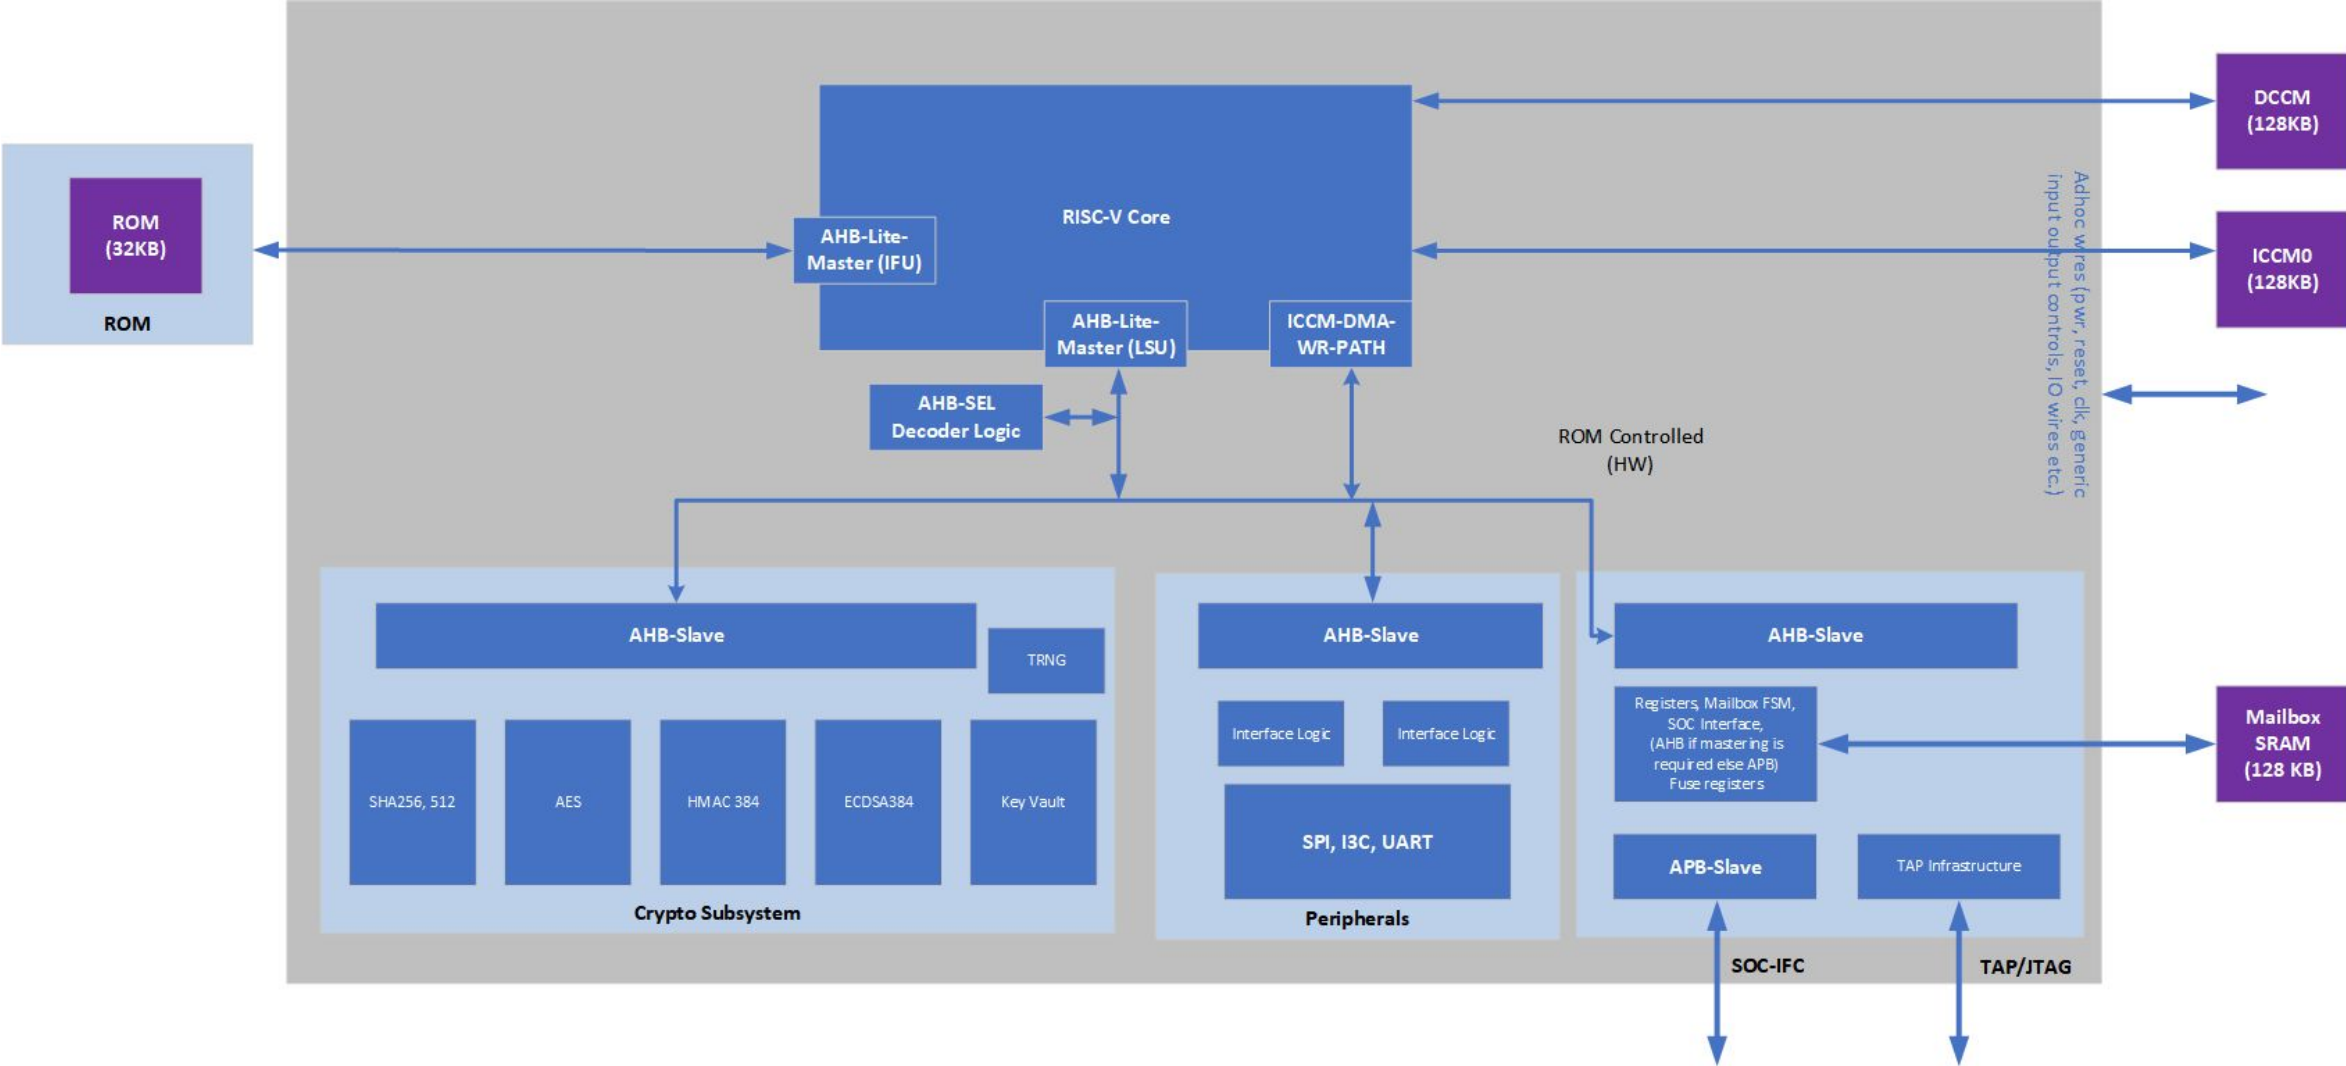 DCCM
(128KB)
ROM
(32KB)
ROM
RISC-V Core
AHB-Lite-
Master (IFU)
AHB-Lite-
Master (LSU)
ICCM-DMA-
WR-PATH
ICCM0
(128KB)
Adhoc wires (pwr, reset, clk, generic
input output controls, IO wires etc.)
AHB-SEL
Decoder Logic
ROM Controlled
(HW)
AHB-Slave
TRNG
SHA256, 512
AES
HMAC 384
ECDSA384
Key Vault
Crypto Subsystem
AHB-Slave
Interface Logic
Interface Logic
SPI, I3C, UART
Peripherals
AHB-Slave
Registers, Mailbox FSM,
SOC Interface,
(AHB if mastering is
required else APB)
Fuse registers
Mailbox
SRAM
(128 KB)
APB-Slave
TAP Infrastructure
SOC-IFC
TAP/JTAG